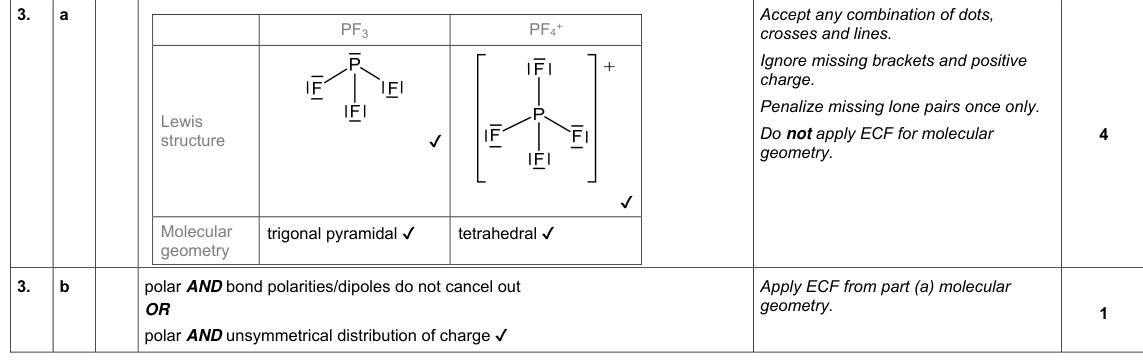 3. a
PF₃ PF₄⁺
Lewis
structure
P
|F |F| |F|
✓
+
|F|
P
|F |F| F|
✓
Molecular
geometry
trigonal pyramidal ✓ tetrahedral ✓
Accept any combination of dots,
crosses and lines.
Ignore missing brackets and positive
charge.
Penalize missing lone pairs once only.
Do not apply ECF for molecular
geometry.
4
3. b
polar AND bond polarities/dipoles do not cancel out
OR
polar AND unsymmetrical distribution of charge ✓
Apply ECF from part (a) molecular
geometry.
1